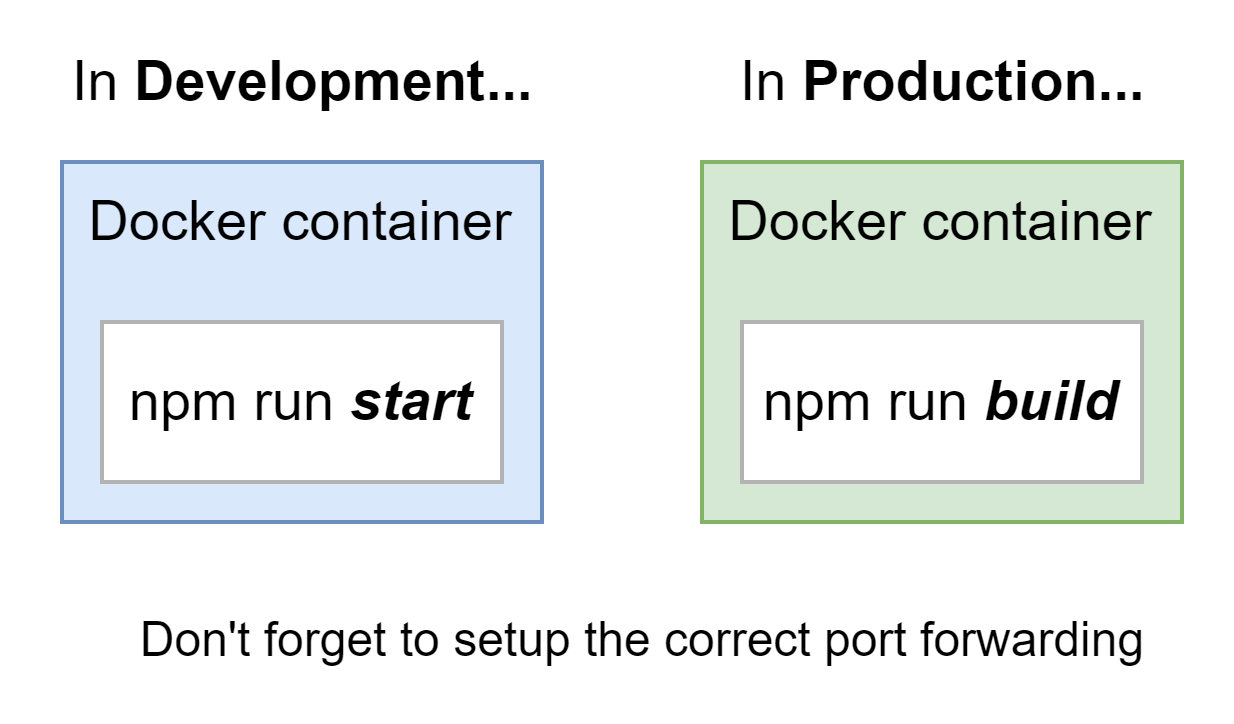 In Development...
In Production...
Docker container
Docker container
npm run start
npm run build
Don't forget to setup the correct port forwarding